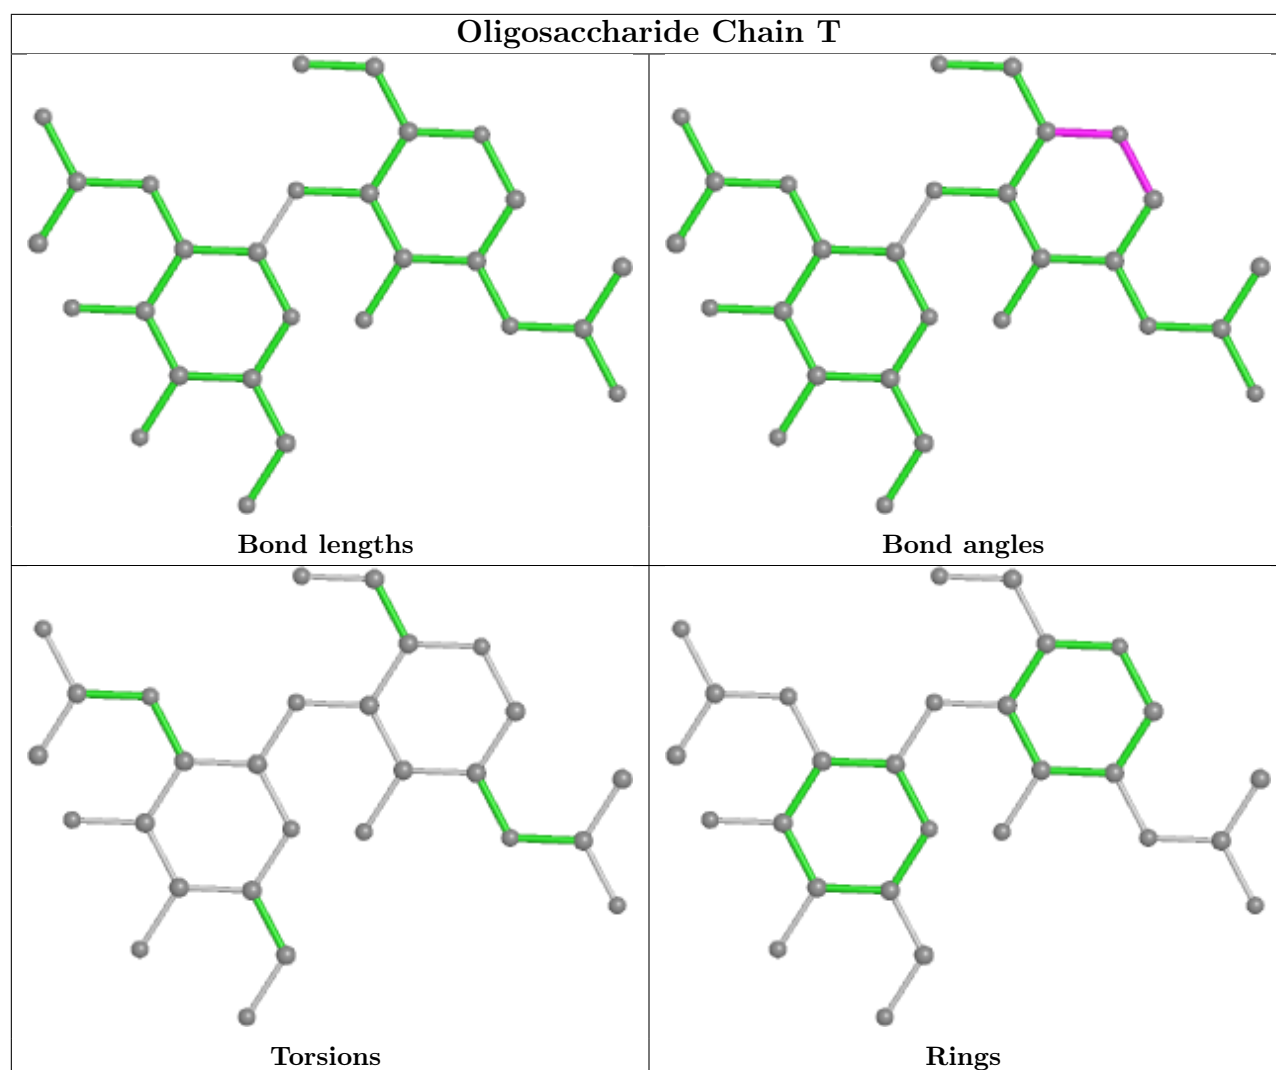 Oligosaccharide Chain T
Bond lengths
Bond angles
Torsions
Rings